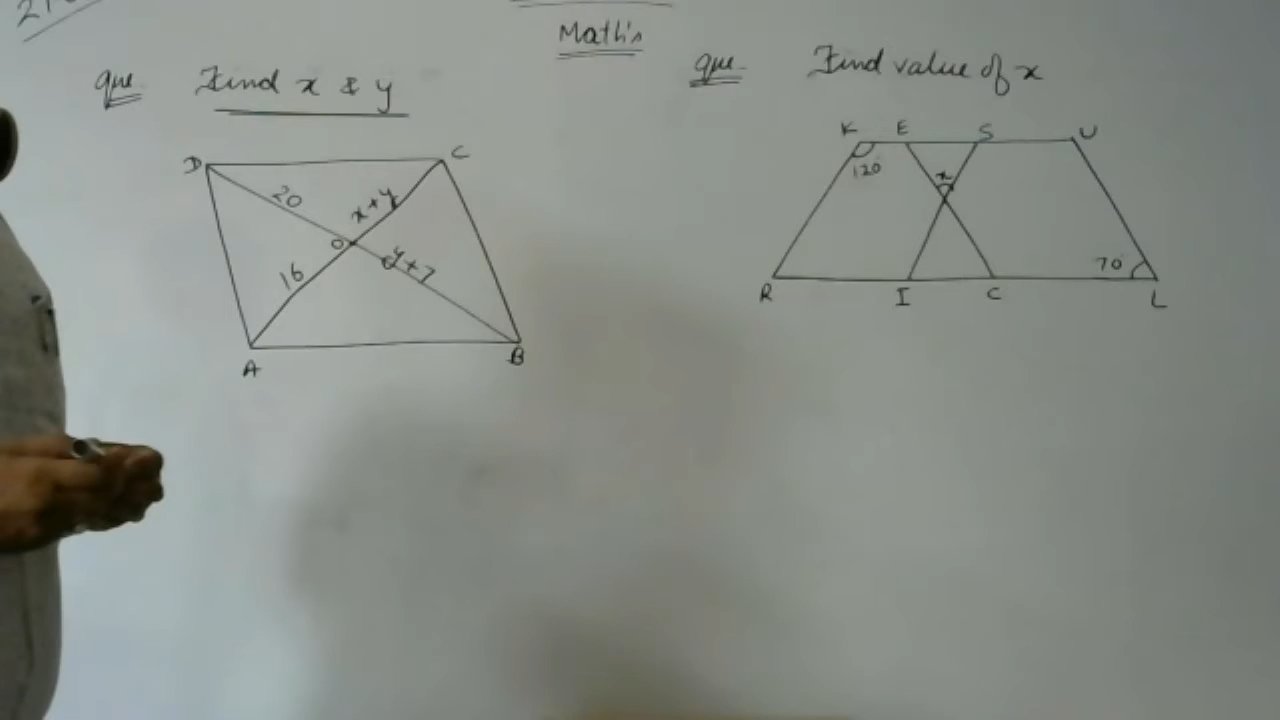 Math's
que. Find x & y
D
C
20
x+y
O
y+7
16
A
B
que. Find value of x
K E S U
120°
x
70°
R I C L